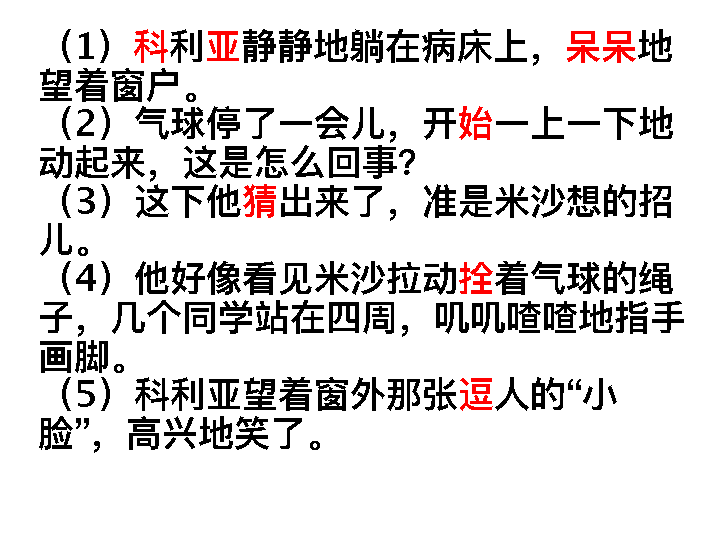 （1）科利亚静静地躺在病床上，呆呆地
望着窗户。
（2）气球停了一会儿，开始一上一下地
动起来，这是怎么回事？
（3）这下他猜出来了，准是米沙想的招
儿。
（4）他好像看见米沙拉动拴着气球的绳
子，几个同学站在四周，叽叽喳喳地指手
画脚。
（5）科利亚望着窗外那张逗人的“小
脸”，高兴地笑了。